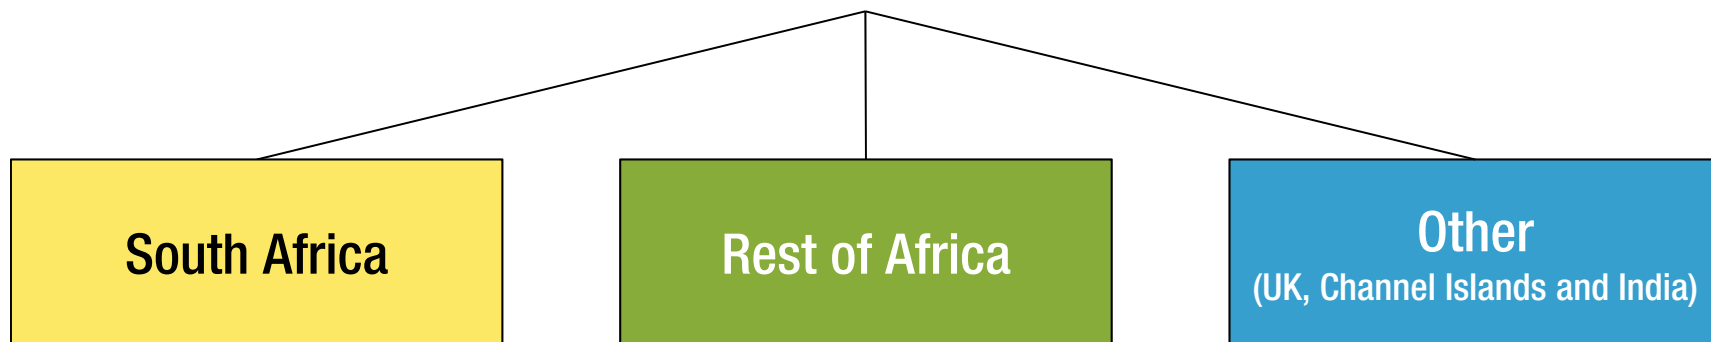 South Africa
Rest of Africa
Other
(UK, Channel Islands and India)